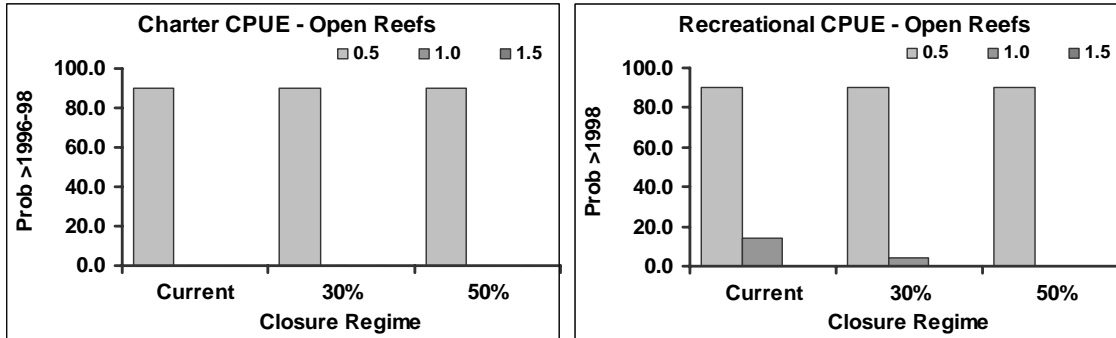 Charter CPUE - Open Reefs
0.5 1.0 1.5
Prob >1996-98
100.0
80.0
60.0
40.0
20.0
0.0
Current 30% 50%
Closure Regime
Recreational CPUE - Open Reefs
0.5 1.0 1.5
Prob >1998
100.0
80.0
60.0
40.0
20.0
0.0
Current 30% 50%
Closure Regime